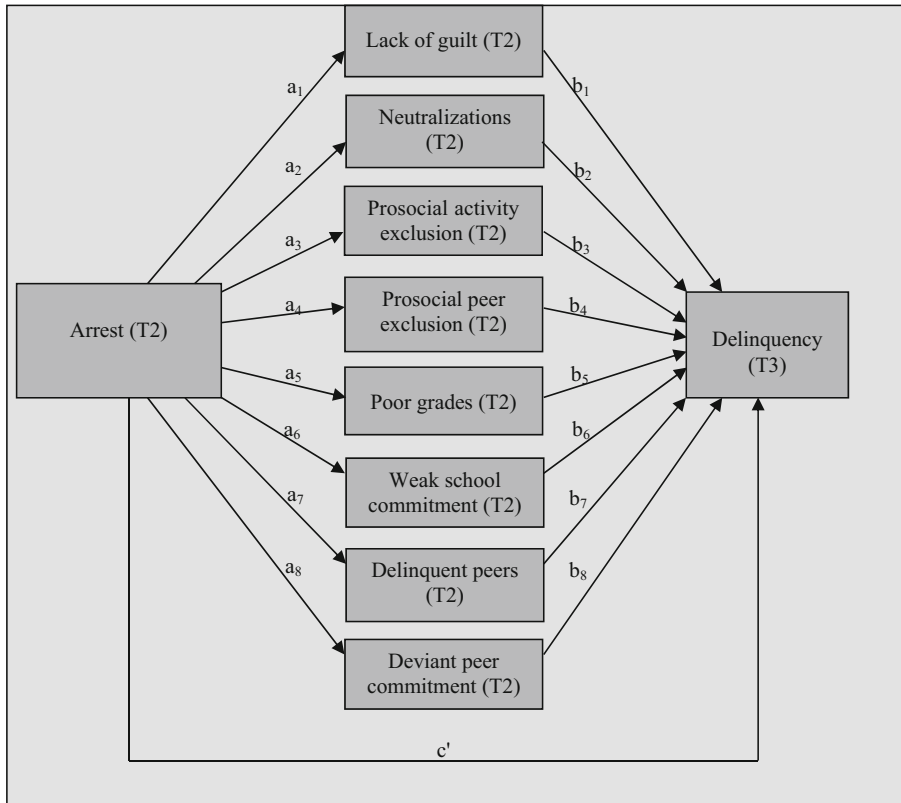 Lack of guilt (T2)
a1
b1
Neutralizations
(T2)
a2
b2
Prosocial activity
exclusion (T2)
a3
b3
Arrest (T2)
Prosocial peer
exclusion (T2)
a4
b4
Delinquency
(T3)
Poor grades (T2)
a5
b5
Weak school
commitment (T2)
a6
b6
Delinquent peers
(T2)
a7
b7
Deviant peer
commitment (T2)
a8
b8
c'